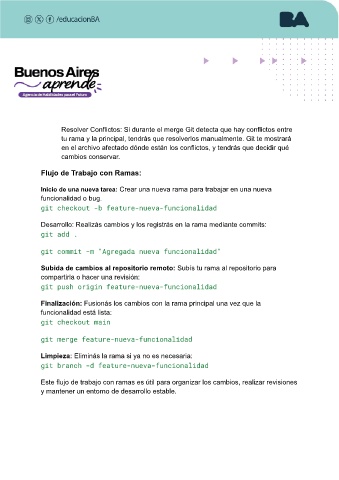 /educacionBA
BA
Buenos Aires
aprende
Agencia de Habilidades para el Futuro
Resolver Conflictos: Si durante el merge Git detecta que hay conflictos entre
tu rama y la principal, tendrás que resolverlos manualmente. Git te mostrará
en el archivo afectado dónde están los conflictos, y tendrás que decidir qué
cambios conservar.
Flujo de Trabajo con Ramas:
Inicio de una nueva tarea: Crear una nueva rama para trabajar en una nueva
funcionalidad o bug.
git checkout -b feature-nueva-funcionalidad
Desarrollo: Realizás cambios y los registrás en la rama mediante commits:
git add .
git commit -m "Agregada nueva funcionalidad"
Subida de cambios al repositorio remoto: Subís tu rama al repositorio para
compartirla o hacer una revisión:
git push origin feature-nueva-funcionalidad
Finalización: Fusionás los cambios con la rama principal una vez que la
funcionalidad está lista:
git checkout main
git merge feature-nueva-funcionalidad
Limpieza: Eliminás la rama si ya no es necesaria:
git branch -d feature-nueva-funcionalidad
Este flujo de trabajo con ramas es útil para organizar los cambios, realizar revisiones
y mantener un entorno de desarrollo estable.